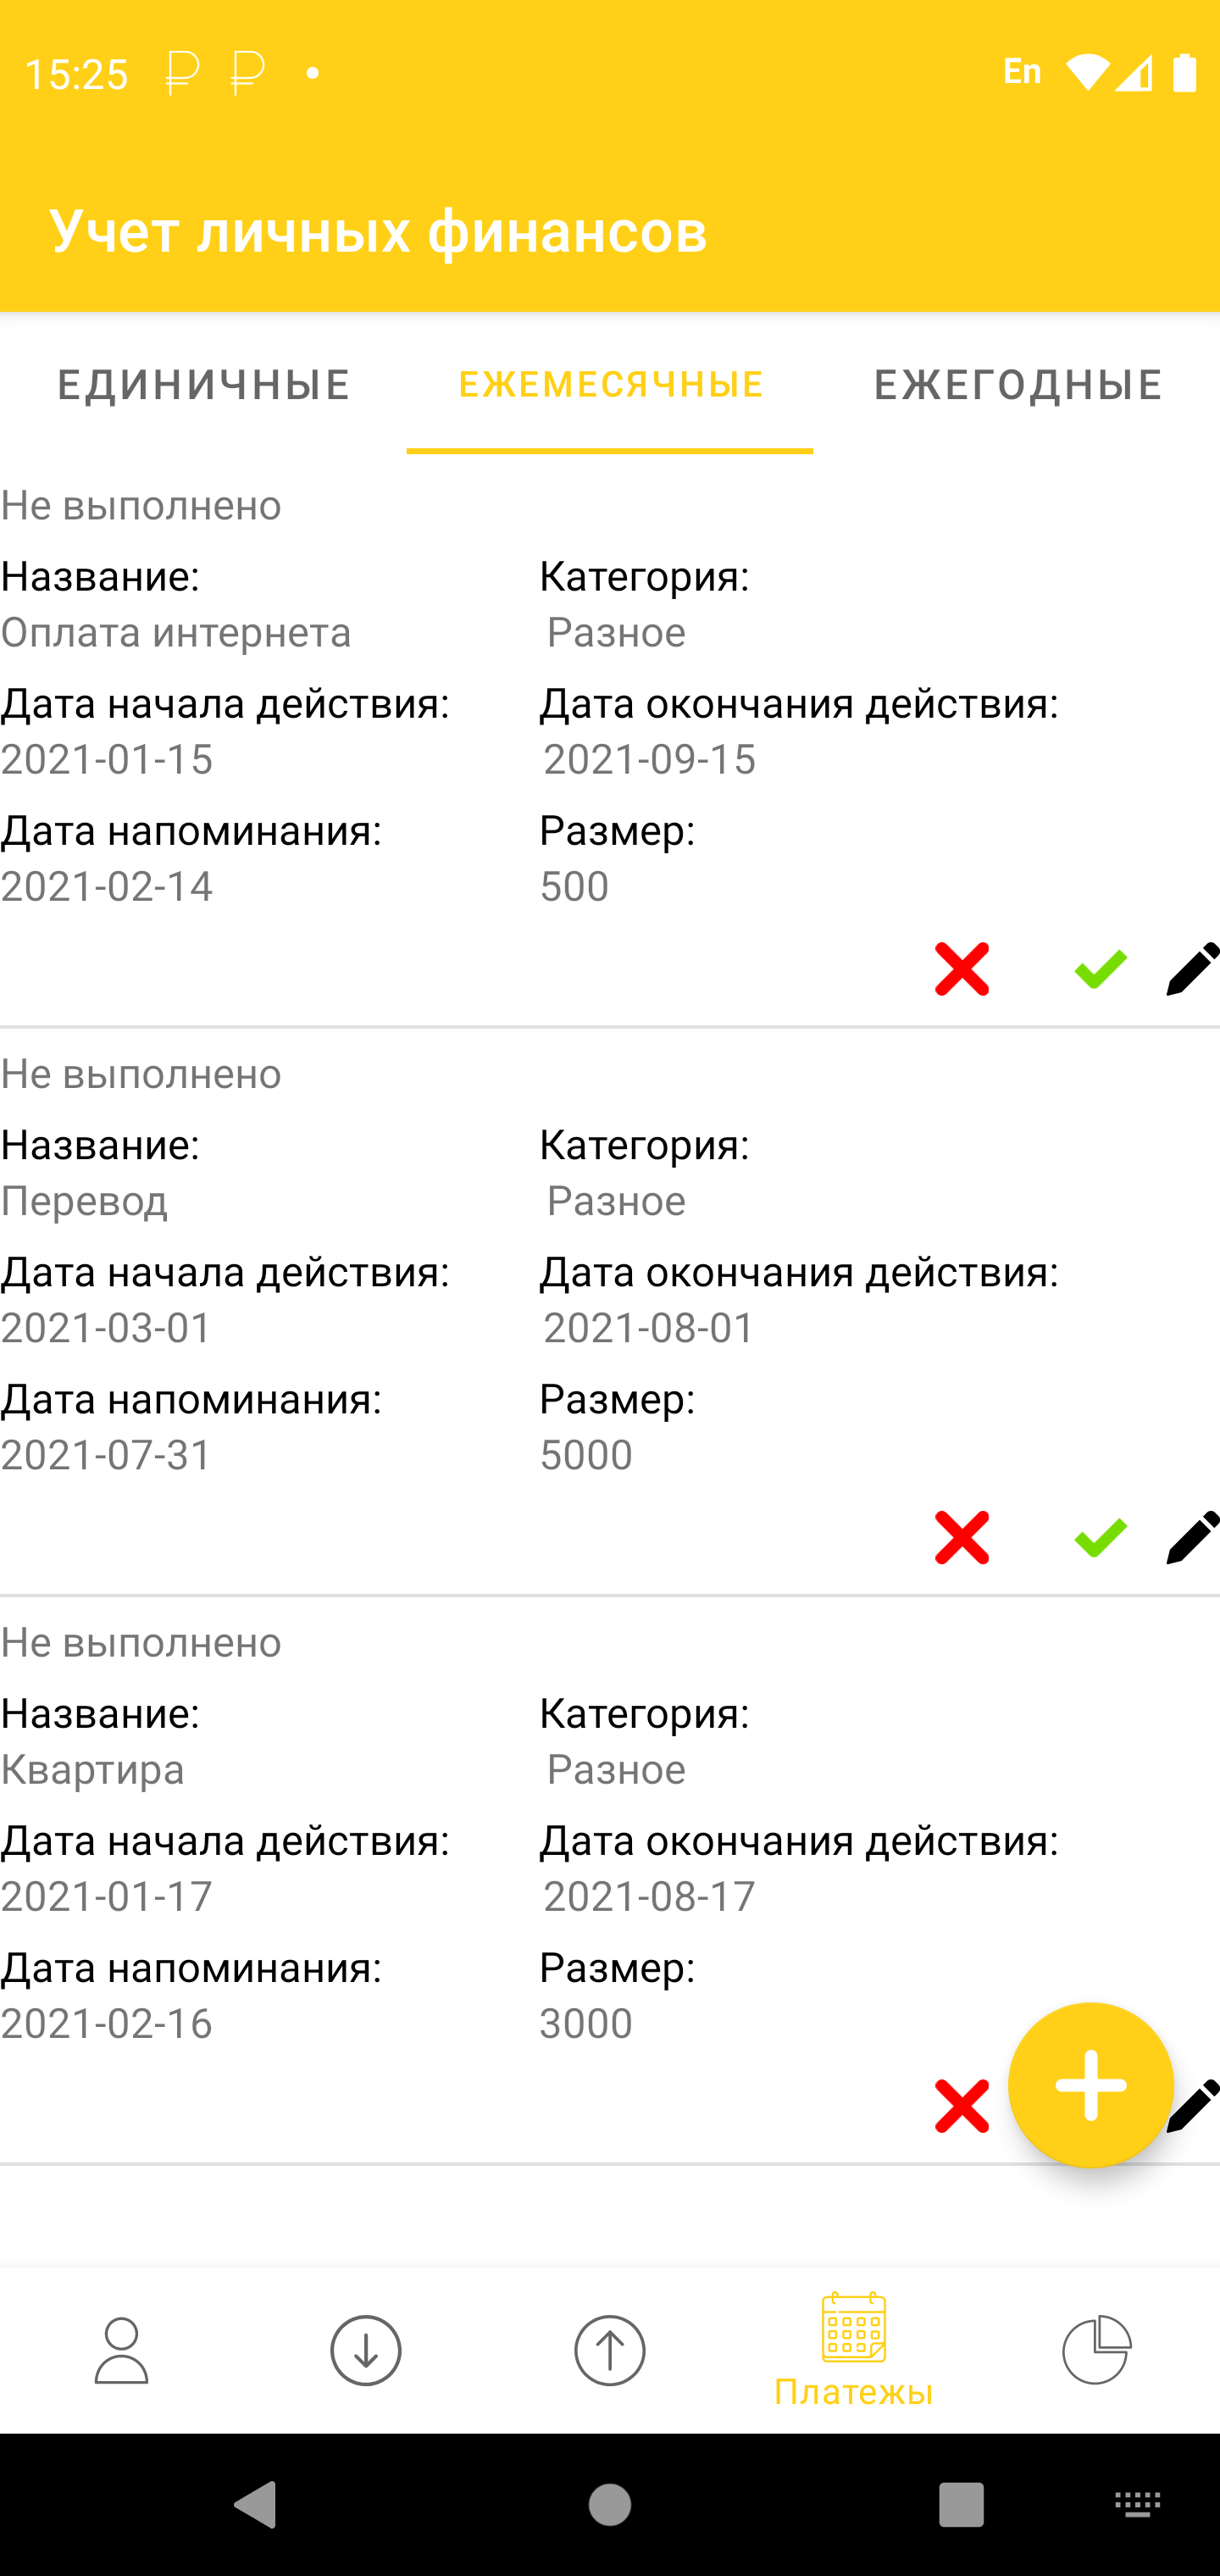 15:25 ₽ ₽ • En
Учет личных финансов
ЕДИНИЧНЫЕ ЕЖЕМЕСЯЧНЫЕ ЕЖЕГОДНЫЕ
Не выполнено
Название: Категория:
Оплата интернета Разное
Дата начала действия: Дата окончания действия:
2021-01-15 2021-09-15
Дата напоминания: Размер:
2021-02-14 500
Не выполнено
Название: Категория:
Перевод Разное
Дата начала действия: Дата окончания действия:
2021-03-01 2021-08-01
Дата напоминания: Размер:
2021-07-31 5000
Не выполнено
Название: Категория:
Квартира Разное
Дата начала действия: Дата окончания действия:
2021-01-17 2021-08-17
Дата напоминания: Размер:
2021-02-16 3000
Платежы